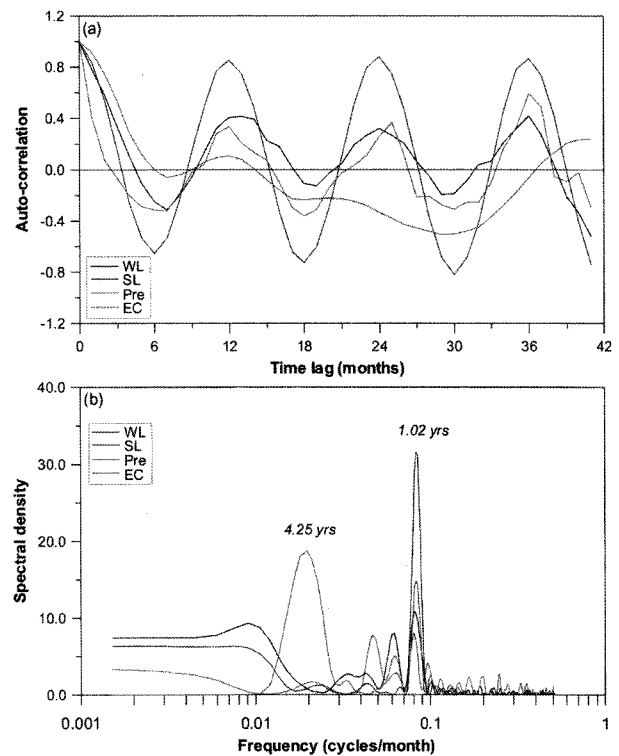 (a)
1.2
0.8
0.4
0.0
-0.4
-0.8
-1.2
Auto-correlation
WL
SL
Pre
EC
0
6
12
18
24
30
36
42
Time lag (months)
(b)
40.0
30.0
20.0
10.0
0.0
Spectral density
WL
SL
Pre
EC
4.25 yrs
1.02 yrs
0.001
0.01
0.1
1
Frequency (cycles/month)